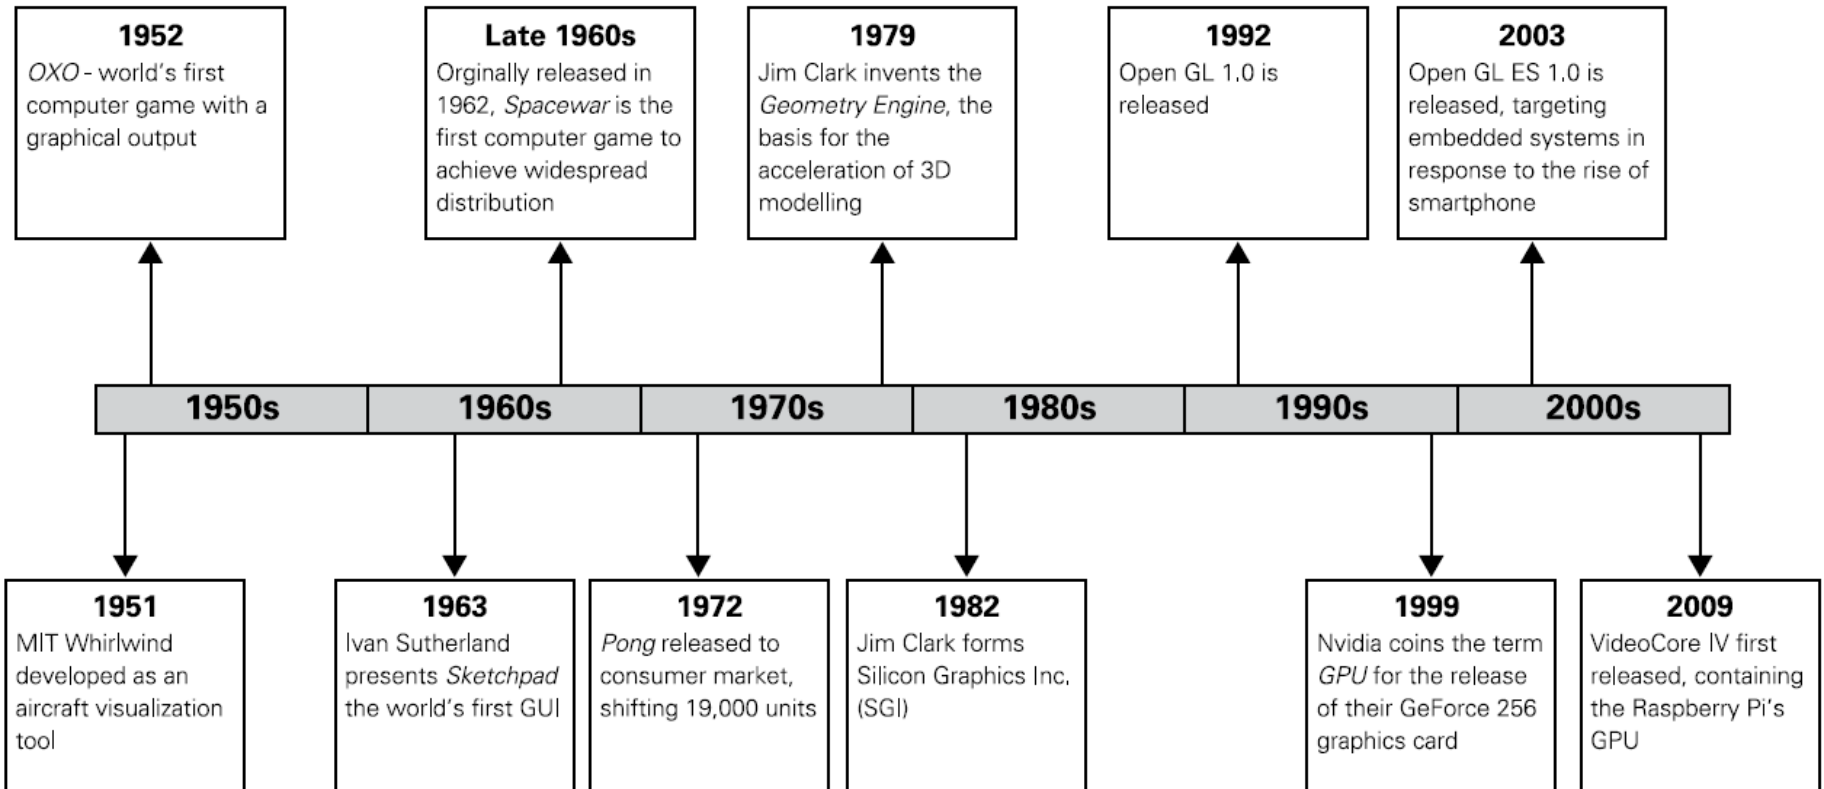 1952
OXO - world's first
computer game with a
graphical output
Late 1960s
Orginally released in
1962, Spacewar is the
first computer game to
achieve widespread
distribution
1979
Jim Clark invents the
Geometry Engine, the
basis for the
acceleration of 3D
modelling
1992
Open GL 1.0 is
released
2003
Open GL ES 1.0 is
released, targeting
embedded systems in
response to the rise of
smartphone
1950s
1960s
1970s
1980s
1990s
2000s
1951
MIT Whirlwind
developed as an
aircraft visualization
tool
1963
Ivan Sutherland
presents Sketchpad
the world's first GUI
1972
Pong released to
consumer market,
shifting 19,000 units
1982
Jim Clark forms
Silicon Graphics Inc.
(SGI)
1999
Nvidia coins the term
GPU for the release
of their GeForce 256
graphics card
2009
VideoCore IV first
released, containing
the Raspberry Pi's
GPU